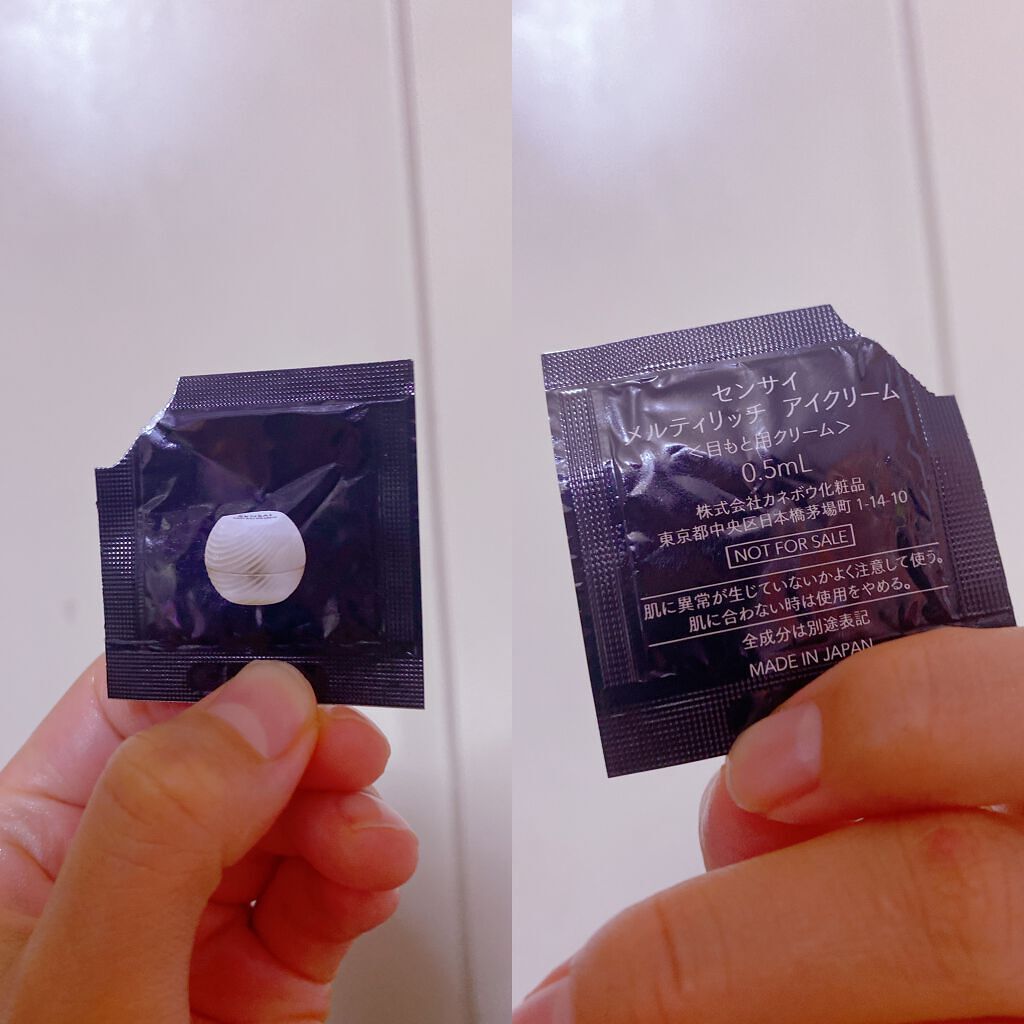 SENSAI
センサイ
メルティリッチ アイクリーム
<目もと用クリーム>
0.5mL
株式会社カネボウ化粧品
東京都中央区日本橋茅場町 1-14-10
NOT FOR SALE
肌に異常が生じていないかよく注意して使う。
肌に合わない時は使用をやめる。
全成分は別途表記
MADE IN JAPAN